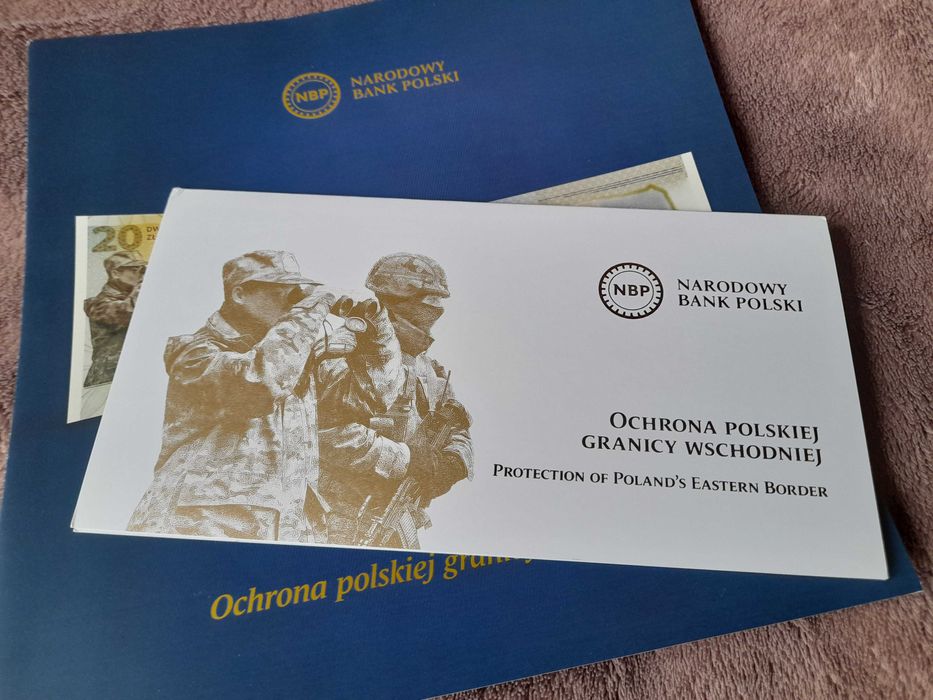 NBP
NARODOWY
BANK POLSKI
20
NBP
NARODOWY
BANK POLSKI
OCHRONA POLSKIEJ
GRANICY WSCHODNIEJ
PROTECTION OF POLAND'S EASTERN BORDER
Ochrona polskiej